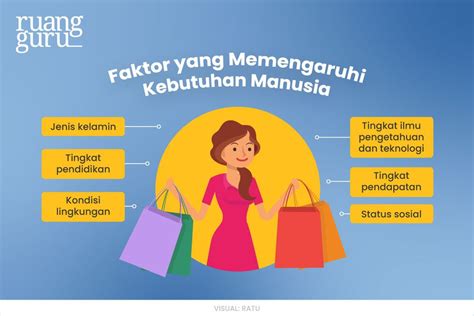 ruang
guru
Faktor yang Memengaruhi
Kebutuhan Manusia
Jenis kelamin
Tingkat
pendidikan
Kondisi
lingkungan
Tingkat ilmu
pengetahuan
dan teknologi
Tingkat
pendapatan
Status sosial
VISUAL: RATU